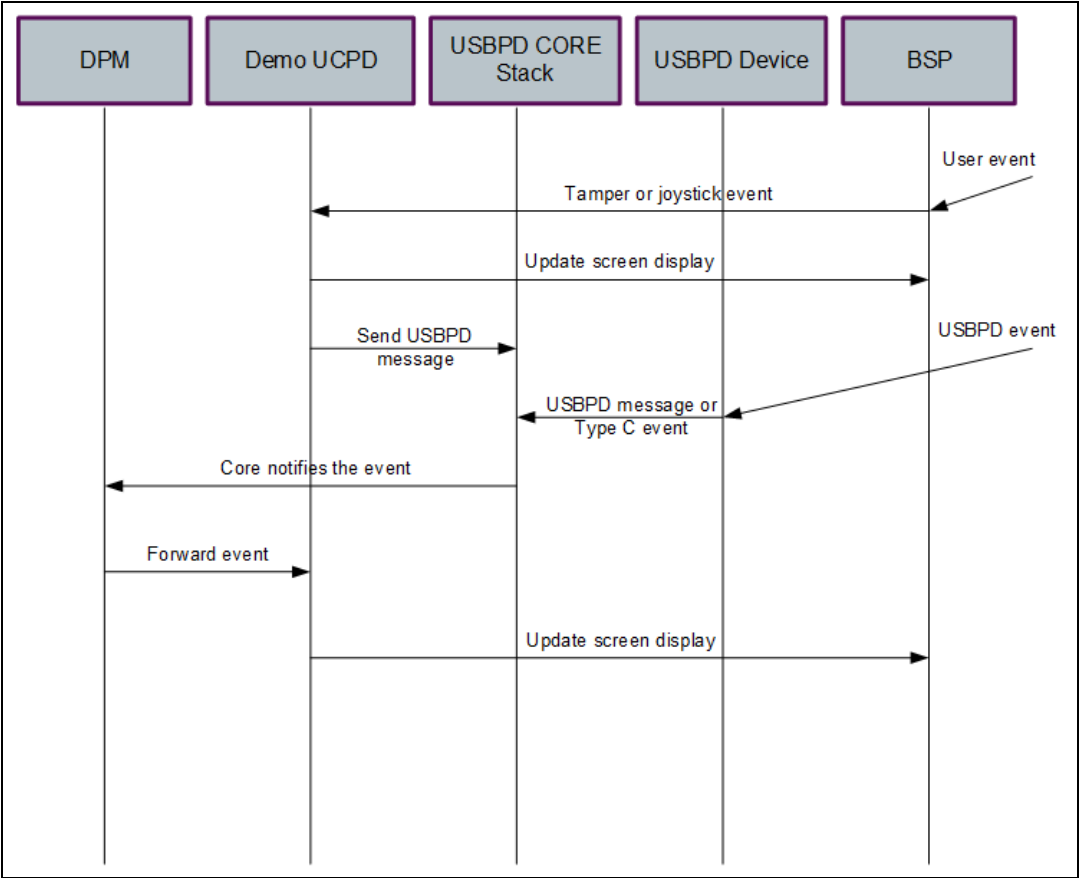 DPM
Demo UCPD
USBPD CORE
Stack
USBPD Device
BSP
User event
Tamper or joystick event
Update screen display
Send USBPD
message
USBPD event
USBPD message or
Type C event
Core notifies the event
Forward event
Update screen display